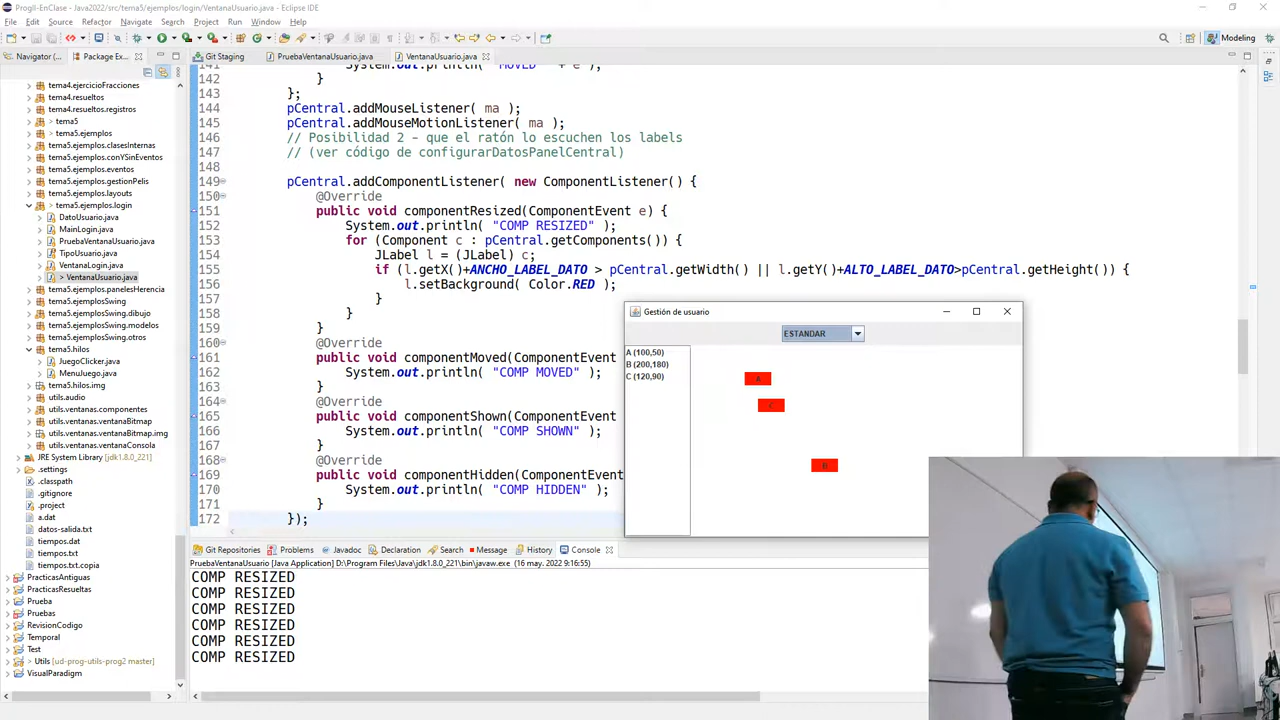 ProgII-EnClase - Java2022/src/tema5/ejemplos/login/VentanaUsuario.java - Eclipse IDE
File Edit Source Refactor Navigate Search Project Run Window Help
Modeling
Navigator (... Package Ex...
Git Staging PruebaVentanaUsuario.java VentanaUsuario.java
tema4.ejercicioFracciones
tema4.resueltos
tema4.resueltos.registros
> tema5
> tema5.ejemplos
tema5.ejemplos.clasesInternas
tema5.ejemplos.conYSinEventos
tema5.ejemplos.eventos
tema5.ejemplos.gestionPelis
tema5.ejemplos.layouts
> tema5.ejemplos.login
DatoUsuario.java
MainLogin.java
PruebaVentanaUsuario.java
TipoUsuario.java
VentanaLogin.java
> VentanaUsuario.java
tema5.ejemplos.panelesHerencia
tema5.ejemplosSwing
tema5.ejemplosSwing.dibujo
tema5.ejemplosSwing.modelos
tema5.ejemplosSwing.otros
tema5.hilos
JuegoClicker.java
MenuJuego.java
tema5.hilos.img
utils.audio
utils.ventanas.componentes
utils.ventanas.ventanaBitmap
utils.ventanas.ventanaBitmap.img
utils.ventanas.ventanaConsola
JRE System Library [jdk1.8.0_221]
.settings
.classpath
.gitignore
.project
a.dat
datos-salida.txt
tiempos.dat
tiempos.txt
tiempos.txt.copia
PracticasAntiguas
PracticasResueltas
Prueba
Pruebas
RevisionCodigo
Temporal
Test
> Utils [ud-prog-utils-prog2 master]
VisualParadigm
141 System.out.println( "MOVED " + e );
142 }
143 };
144 pCentral.addMouseListener( ma );
145 pCentral.addMouseMotionListener( ma );
146 // Posibilidad 2 - que el ratón lo escuchen los labels
147 // (ver código de configurarDatosPanelCentral)
148
149 pCentral.addComponentListener( new ComponentListener() {
150 @Override
151 public void componentResized(ComponentEvent e) {
152 System.out.println( "COMP RESIZED" );
153 for (Component c : pCentral.getComponents()) {
154 JLabel l = (JLabel) c;
155 if (l.getX()+ANCHO_LABEL_DATO > pCentral.getWidth() || l.getY()+ALTO_LABEL_DATO>pCentral.getHeight()) {
156 l.setBackground( Color.RED );
157 }
158 }
159 }
160 @Override
161 public void componentMoved(ComponentEvent
162 System.out.println( "COMP MOVED" );
163 }
164 @Override
165 public void componentShown(ComponentEvent
166 System.out.println( "COMP SHOWN" );
167 }
168 @Override
169 public void componentHidden(ComponentEvent
170 System.out.println( "COMP HIDDEN" );
171 }
172 });
Gestión de usuario
ESTANDAR
A (100,50)
B (200,180)
C (120,90)
A
C
B
Git Repositories Problems Javadoc Declaration Search Message History Console
PruebaVentanaUsuario [Java Application] D:\Program Files\Java\jdk1.8.0_221\bin\javaw.exe (16 may. 2022 9:16:55)
COMP RESIZED
COMP RESIZED
COMP RESIZED
COMP RESIZED
COMP RESIZED
COMP RESIZED